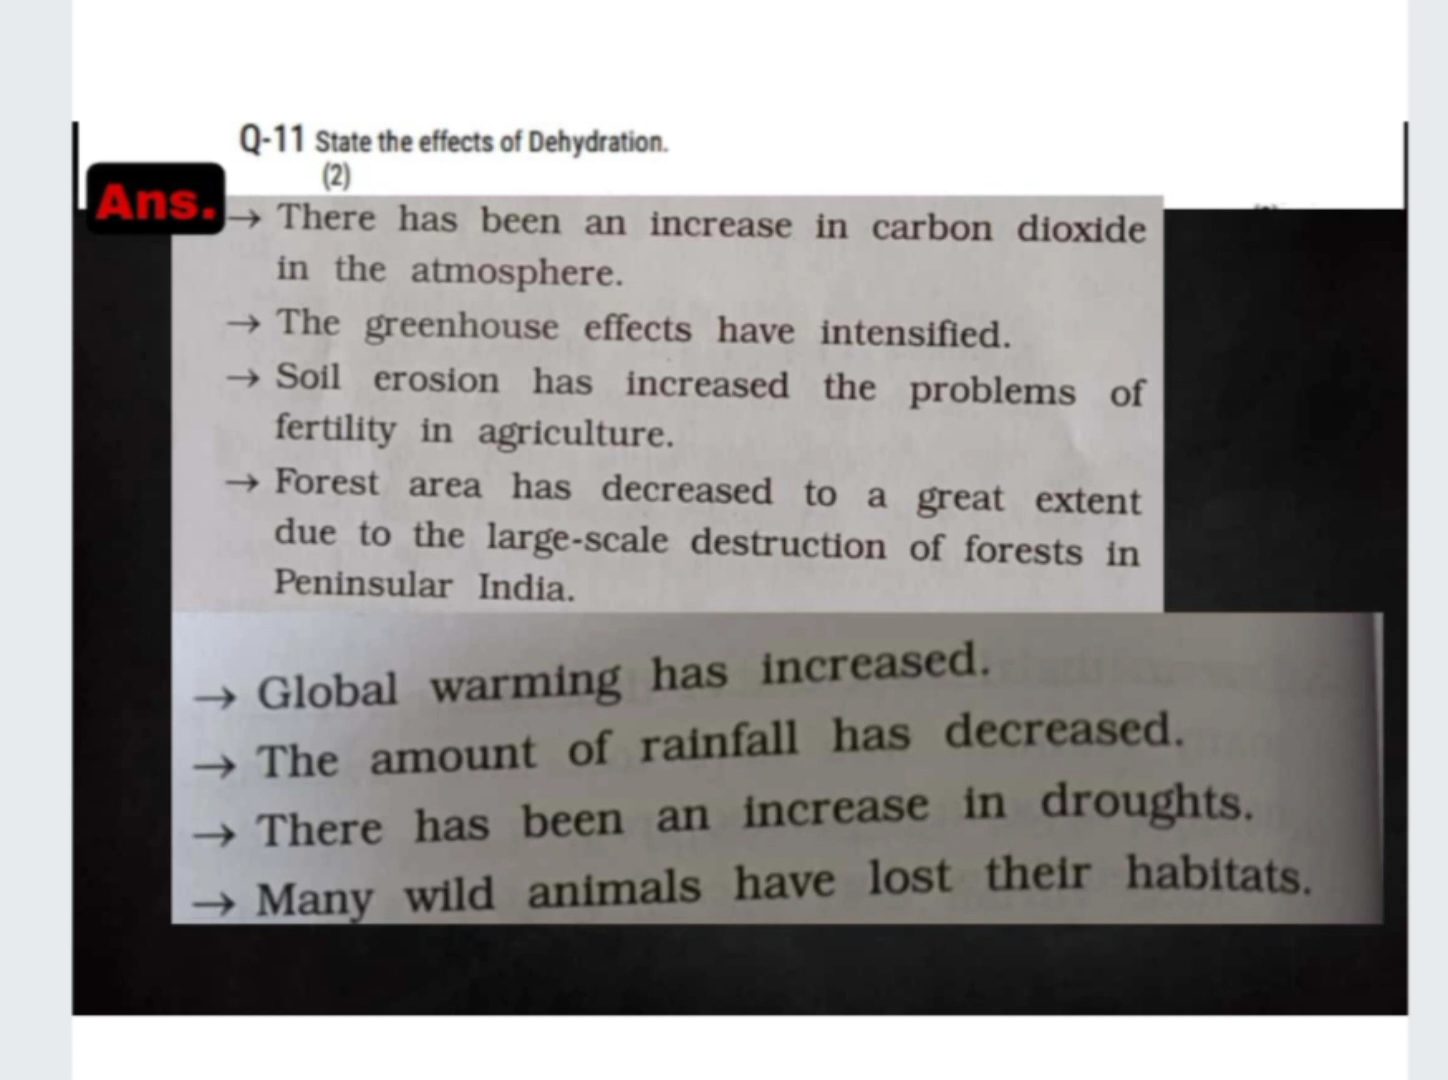 Q-11 State the effects of Dehydration.
(2)
Ans.
→ There has been an increase in carbon dioxide
in the atmosphere.
→ The greenhouse effects have intensified.
→ Soil erosion has increased the problems of
fertility in agriculture.
→ Forest area has decreased to a great extent
due to the large-scale destruction of forests in
Peninsular India.
→ Global warming has increased.
→ The amount of rainfall has decreased.
→ There has been an increase in droughts.
→ Many wild animals have lost their habitats.